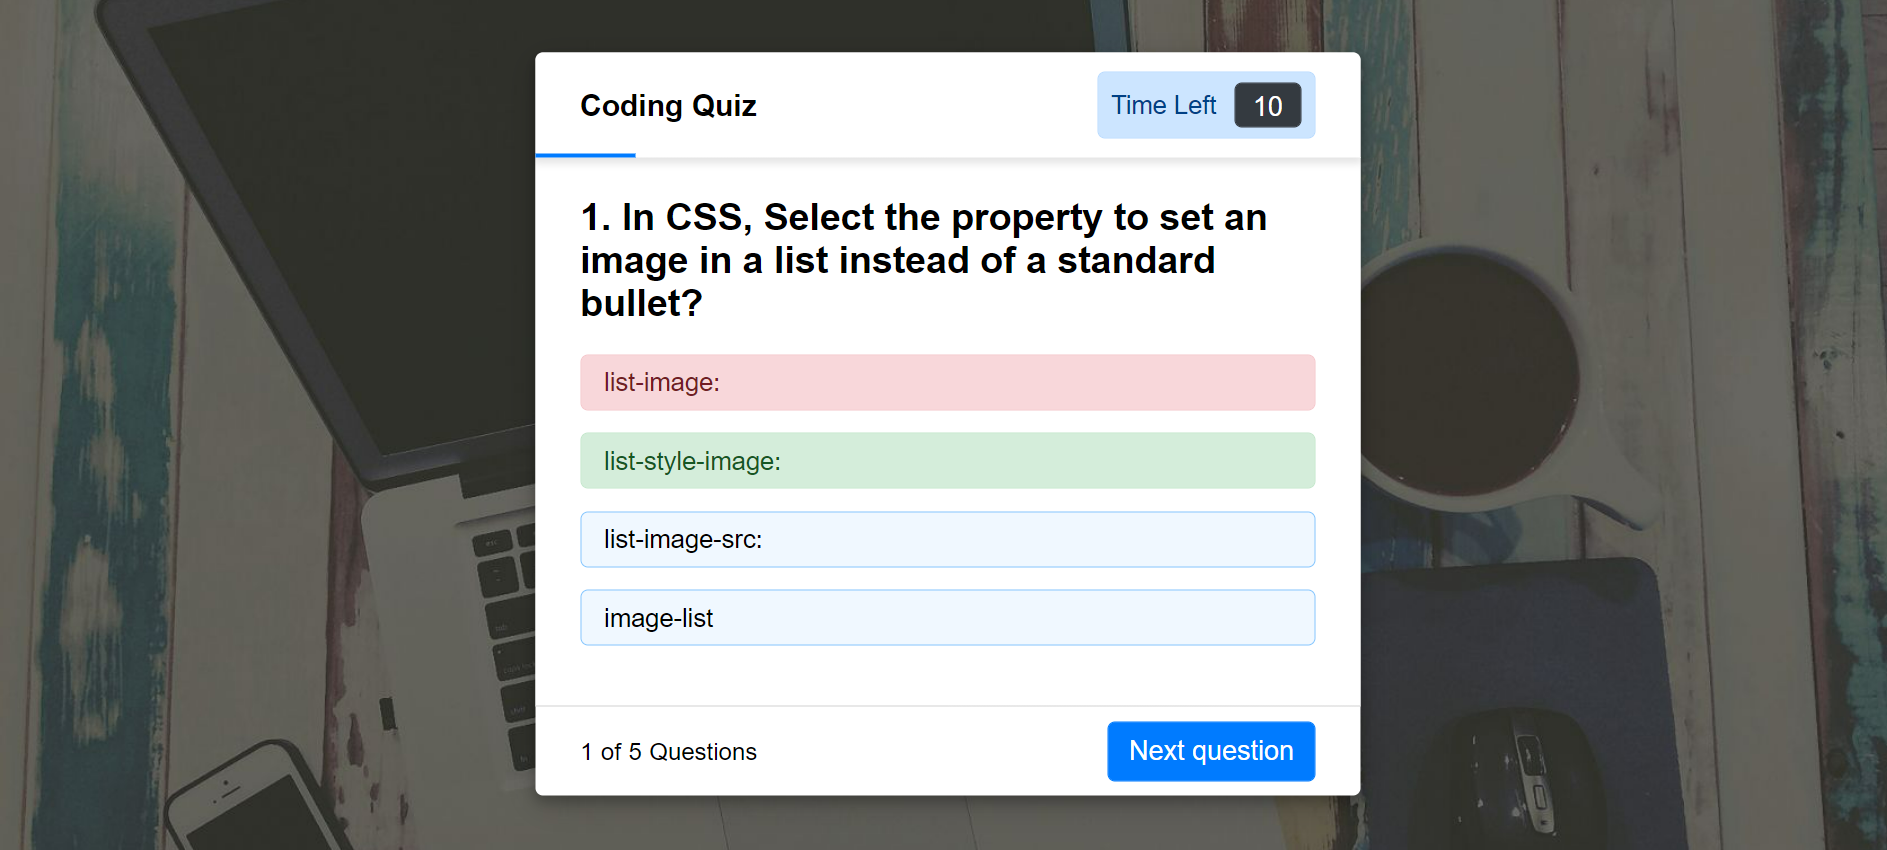 Coding Quiz
Time Left 10
1. In CSS, Select the property to set an
image in a list instead of a standard
bullet?
list-image:
list-style-image:
list-image-src:
image-list
1 of 5 Questions
Next question